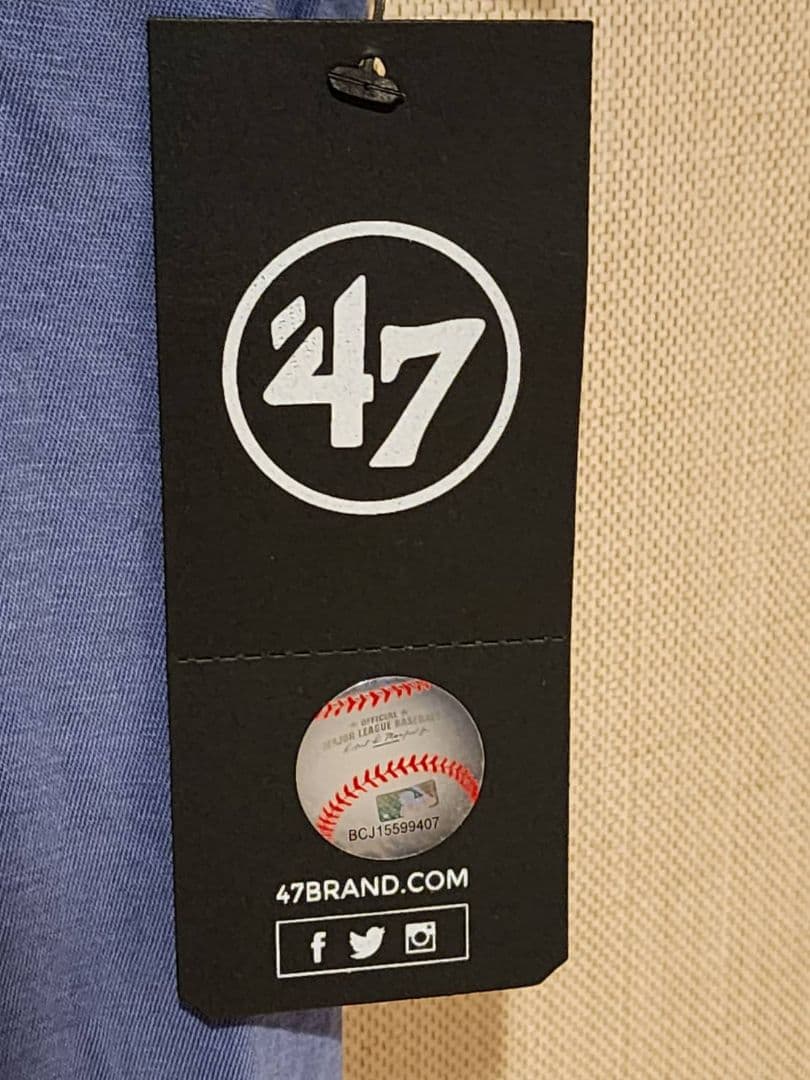 '47
OFFICIAL
MAJOR LEAGUE BASEBALL
BCJ15599407
47BRAND.COM
f